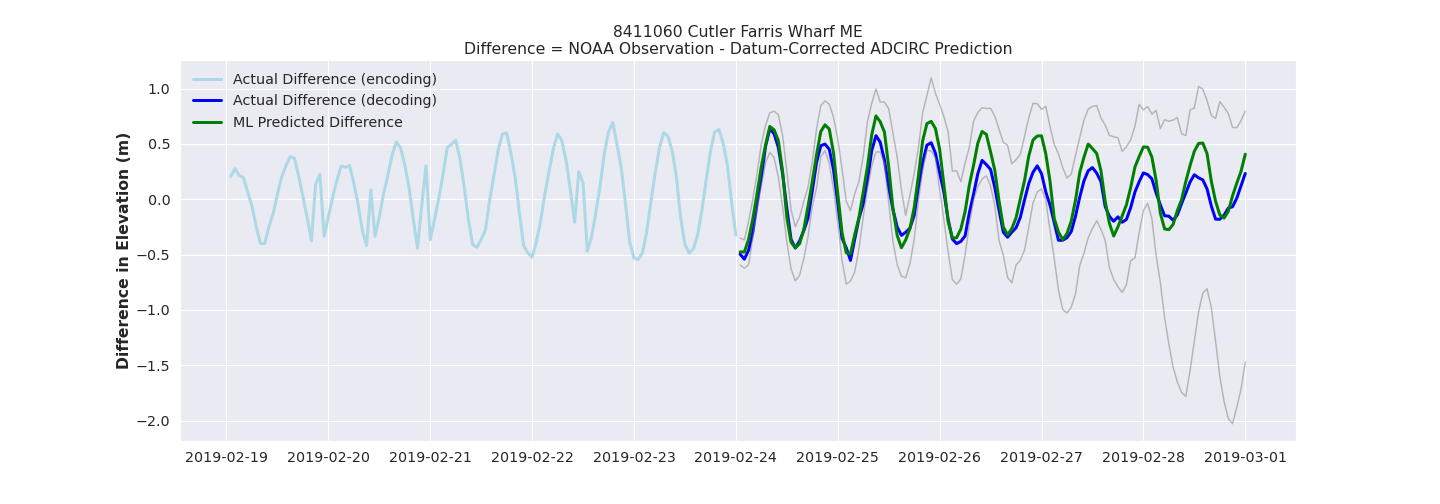 8411060 Cutler Farris Wharf ME
Difference = NOAA Observation - Datum-Corrected ADCIRC Prediction
Actual Difference (encoding)
Actual Difference (decoding)
ML Predicted Difference
Difference in Elevation (m)
1.0
0.5
0.0
−0.5
−1.0
−1.5
−2.0
2019-02-19 2019-02-20 2019-02-21 2019-02-22 2019-02-23 2019-02-24 2019-02-25 2019-02-26 2019-02-27 2019-02-28 2019-03-01